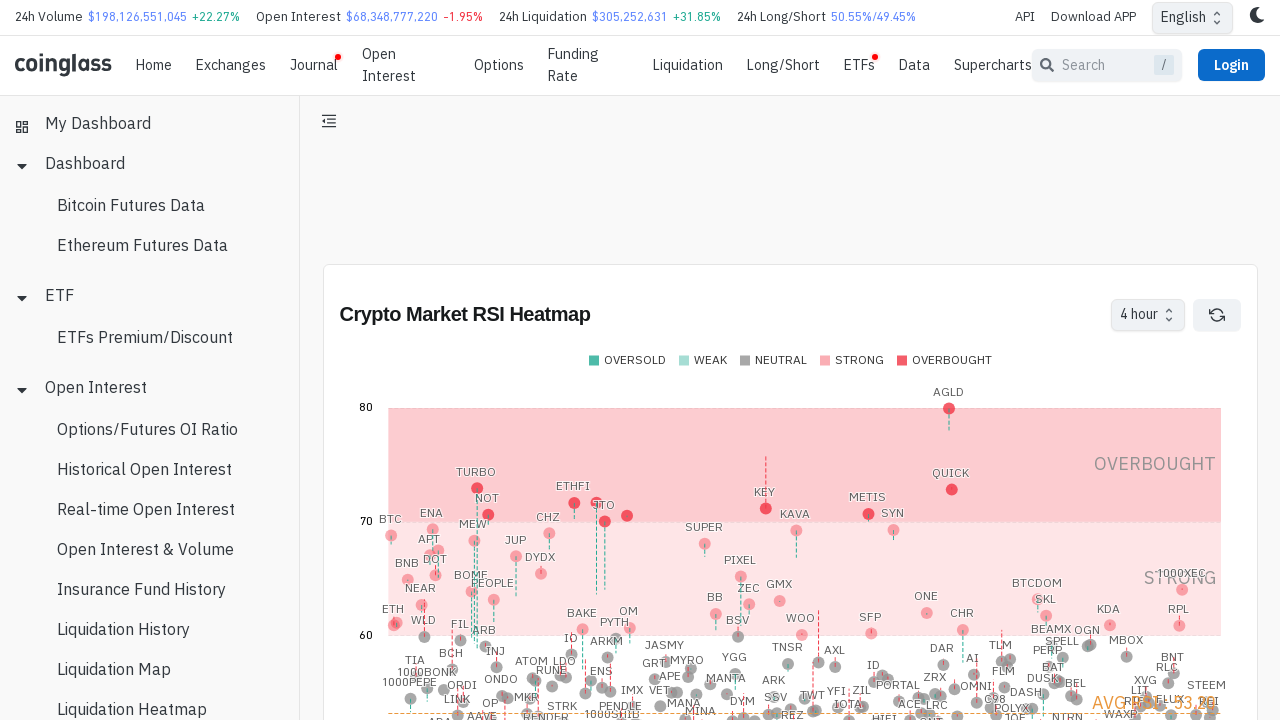 24h Volume $198,126,551,045 +22.27% Open Interest $68,348,777,220 -1.95% 24h Liquidation $305,252,631 +31.85% 24h Long/Short 50.55%/49.45% API Download APP English
coinglass Home Exchanges Journal Open Interest Options Funding Rate Liquidation Long/Short ETFs Data Supercharts Search / Login
My Dashboard
Dashboard
Bitcoin Futures Data
Ethereum Futures Data
ETF
ETFs Premium/Discount
Open Interest
Options/Futures OI Ratio
Historical Open Interest
Real-time Open Interest
Open Interest & Volume
Insurance Fund History
Liquidation History
Liquidation Map
Liquidation Heatmap
Crypto Market RSI Heatmap
4 hour
OVERSOLD WEAK NEUTRAL STRONG OVERBOUGHT
80
AGLD
OVERBOUGHT
TURBO QUICK
ETHFI KEY
NOT JTO METIS
70
BTC ENA MEW CHZ SUPER KAVA SYN
APT JUP
BNB DOT DYDX PIXEL
STRONG 1000XEC
BOME PEOPLE NEAR ZEC GMX BTCDOM
BB ONE SKL
ETH WLD BAKE OM SFP CHR KDA RPL
60
FIL ARB PYTH BSV WOO BEAMX OGN
IO ARKM JASMY TNSR AXL DAR TLM SPELL MBOX
BCH INJ PERP
TIA ATOM LDO GRT MYRO YGG ID AI BAT BNT
1000BONK RUNE ENS APE ZRX FLM RLC
1000PEPE ORDI ONDO IMX VET MANTA ARK PORTAL OMNI DUSK BEL XVG STEEM
LINK OP MKR STRK PENDLE MANA DYM SSV TWT YFI ZIL IOTA ACE LRC C98 DASH LIT FLUX
AAVE RENDER 1000SATS MINA REZ HIFI POLYX JOE NTRN WAXP